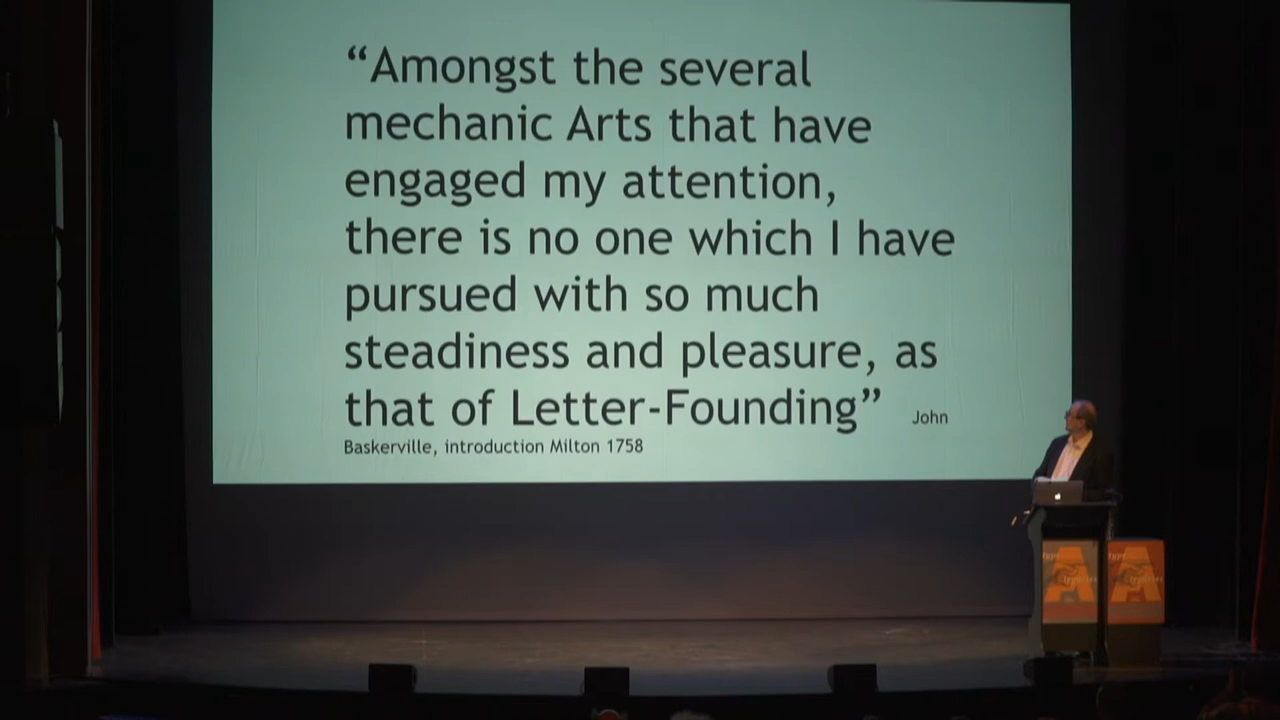 “Amongst the several
mechanic Arts that have
engaged my attention,
there is no one which I have
pursued with so much
steadiness and pleasure, as
that of Letter-Founding” John
Baskerville, introduction Milton 1758